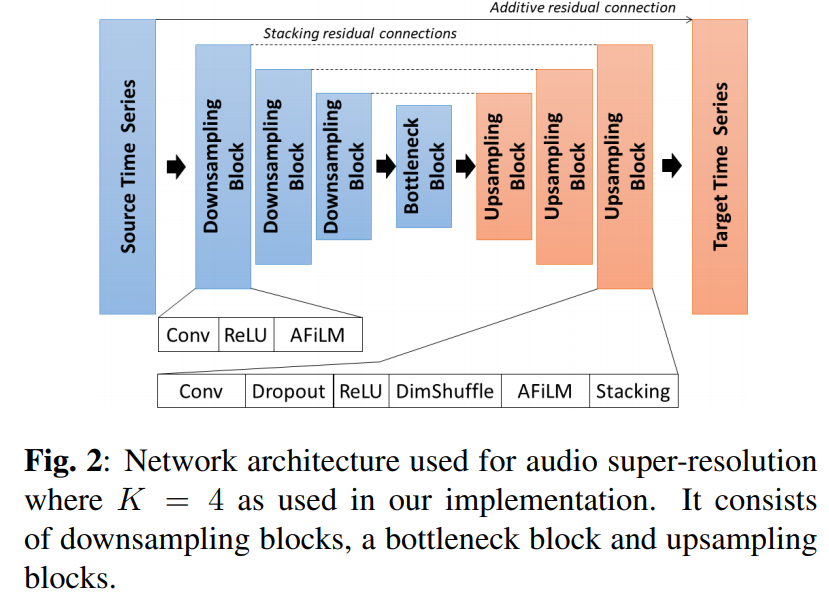 Additive residual connection
Stacking residual connections
Source Time Series
Downsampling
Block
Downsampling
Block
Downsampling
Block
Bottleneck
Block
Upsampling
Block
Upsampling
Block
Upsampling
Block
Target Time Series
Conv ReLU AFiLM
Conv Dropout ReLU DimShuffle AFiLM Stacking
Fig. 2: Network architecture used for audio super-resolution
where K = 4 as used in our implementation. It consists
of downsampling blocks, a bottleneck block and upsampling
blocks.